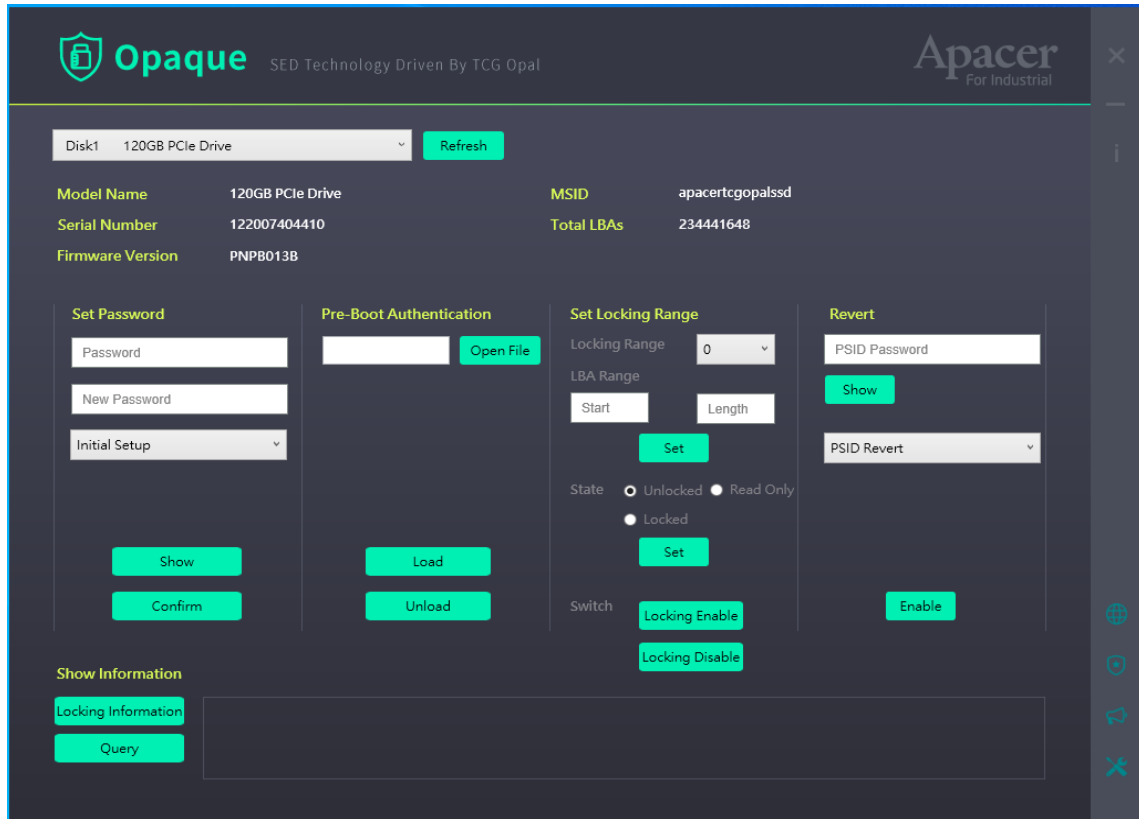 Opaque SED Technology Driven By TCG Opal
Apacer
For Industrial
Disk1 120GB PCIe Drive Refresh
Model Name 120GB PCIe Drive MSID apacertcgopalssd
Serial Number 122007404410 Total LBAs 234441648
Firmware Version PNPB013B
Set Password
Password
New Password
Initial Setup
Show
Confirm
Pre-Boot Authentication
Open File
Load
Unload
Set Locking Range
Locking Range 0
LBA Range
Start Length
Set
State Unlocked Read Only
Locked
Set
Switch Locking Enable
Locking Disable
Revert
PSID Password
Show
PSID Revert
Enable
Show Information
Locking Information
Query